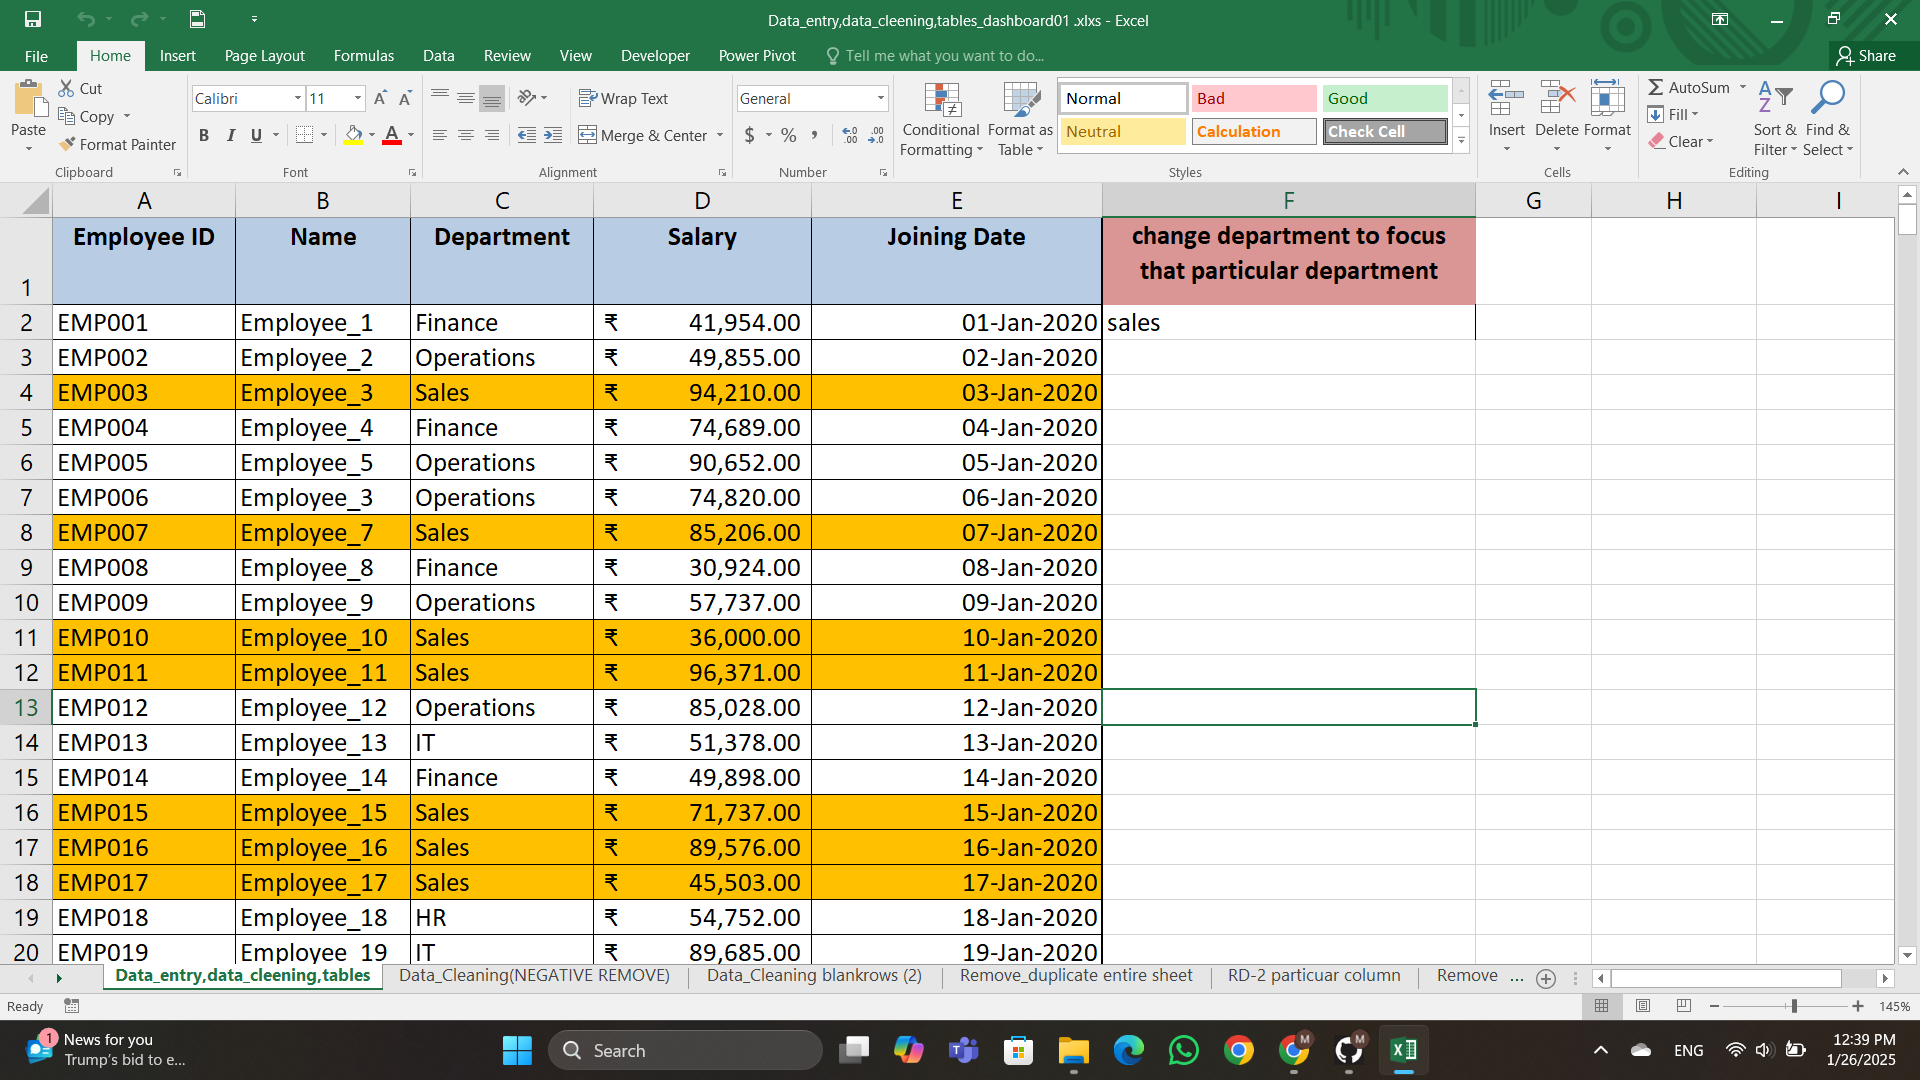 Data_entry,data_cleening,tables_dashboard01 .xlxs - Excel
File Home Insert Page Layout Formulas Data Review View Developer Power Pivot Tell me what you want to do... Share
Paste
Cut
Copy
Format Painter
Clipboard
Calibri 11
B I U A
Font
Wrap Text
Merge & Center
Alignment
General
$ % ,
Number
Conditional Formatting
Format as Table
Normal Bad Good
Neutral Calculation Check Cell
Styles
Insert Delete Format
Cells
AutoSum
Fill
Clear
Sort & Filter
Find & Select
Editing
A B C D E F G H I
1 Employee ID Name Department Salary Joining Date change department to focus
that particular department
2 EMP001 Employee_1 Finance ₹ 41,954.00 01-Jan-2020 sales
3 EMP002 Employee_2 Operations ₹ 49,855.00 02-Jan-2020
4 EMP003 Employee_3 Sales ₹ 94,210.00 03-Jan-2020
5 EMP004 Employee_4 Finance ₹ 74,689.00 04-Jan-2020
6 EMP005 Employee_5 Operations ₹ 90,652.00 05-Jan-2020
7 EMP006 Employee_3 Operations ₹ 74,820.00 06-Jan-2020
8 EMP007 Employee_7 Sales ₹ 85,206.00 07-Jan-2020
9 EMP008 Employee_8 Finance ₹ 30,924.00 08-Jan-2020
10 EMP009 Employee_9 Operations ₹ 57,737.00 09-Jan-2020
11 EMP010 Employee_10 Sales ₹ 36,000.00 10-Jan-2020
12 EMP011 Employee_11 Sales ₹ 96,371.00 11-Jan-2020
13 EMP012 Employee_12 Operations ₹ 85,028.00 12-Jan-2020
14 EMP013 Employee_13 IT ₹ 51,378.00 13-Jan-2020
15 EMP014 Employee_14 Finance ₹ 49,898.00 14-Jan-2020
16 EMP015 Employee_15 Sales ₹ 71,737.00 15-Jan-2020
17 EMP016 Employee_16 Sales ₹ 89,576.00 16-Jan-2020
18 EMP017 Employee_17 Sales ₹ 45,503.00 17-Jan-2020
19 EMP018 Employee_18 HR ₹ 54,752.00 18-Jan-2020
20 EMP019 Employee_19 IT ₹ 89,685.00 19-Jan-2020
Data_entry,data_cleening,tables Data_Cleaning(NEGATIVE REMOVE) Data_Cleaning blankrows (2) Remove_duplicate entire sheet RD-2 particuar column Remove ...
Ready 145%
1 News for you
Trump's bid to e...
Search
ENG
12:39 PM
1/26/2025